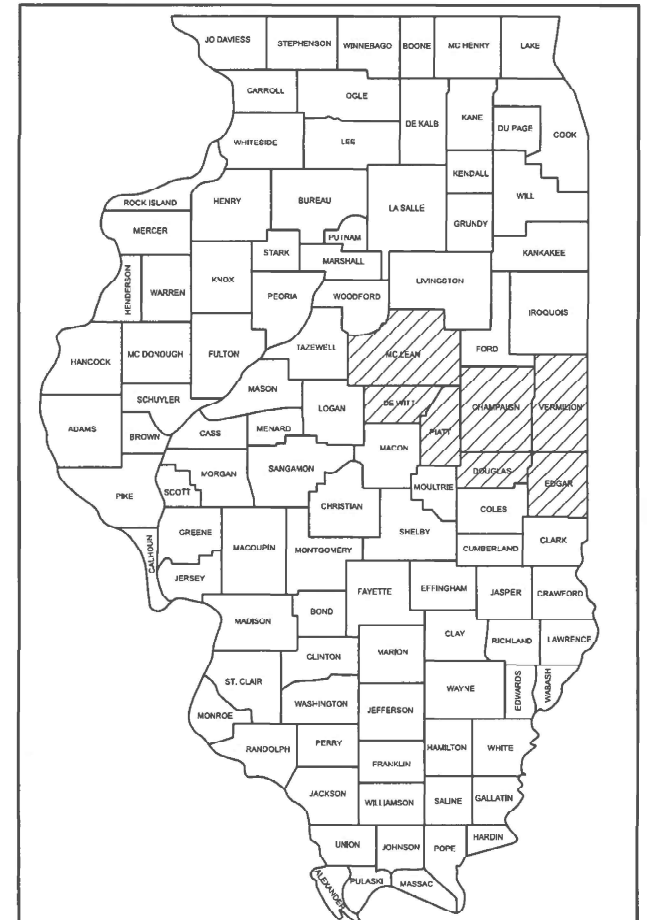 JO DAVIESS
STEPHENSON
WINNEBAGO
BOONE
MC HENRY
LAKE
CARROLL
OGLE
DE KALB
KANE
DU PAGE
COOK
WHITESIDE
LEE
KENDALL
WILL
ROCK ISLAND
HENRY
BUREAU
LA SALLE
GRUNDY
MERCER
PUTNAM
STARK
MARSHALL
KANKAKEE
HENDERSON
WARREN
KNOX
PEORIA
WOODFORD
LIVINGSTON
IROQUOIS
HANCOCK
MC DONOUGH
FULTON
TAZEWELL
MC LEAN
FORD
MASON
SCHUYLER
LOGAN
DE WITT
CHAMPAIGN
VERMILION
ADAMS
BROWN
CASS
MENARD
PIATT
MACON
MORGAN
SANGAMON
DOUGLAS
EDGAR
PIKE
SCOTT
CHRISTIAN
MOULTRIE
COLES
GREENE
MACOUPIN
MONTGOMERY
SHELBY
CUMBERLAND
CLARK
CALHOUN
JERSEY
FAYETTE
EFFINGHAM
JASPER
CRAWFORD
MADISON
BOND
CLAY
RICHLAND
LAWRENCE
CLINTON
MARION
ST. CLAIR
WAYNE
EDWARDS
WABASH
MONROE
WASHINGTON
JEFFERSON
RANDOLPH
PERRY
FRANKLIN
HAMILTON
WHITE
JACKSON
WILLIAMSON
SALINE
GALLATIN
UNION
JOHNSON
POPE
HARDIN
ALEXANDER
PULASKI
MASSAC